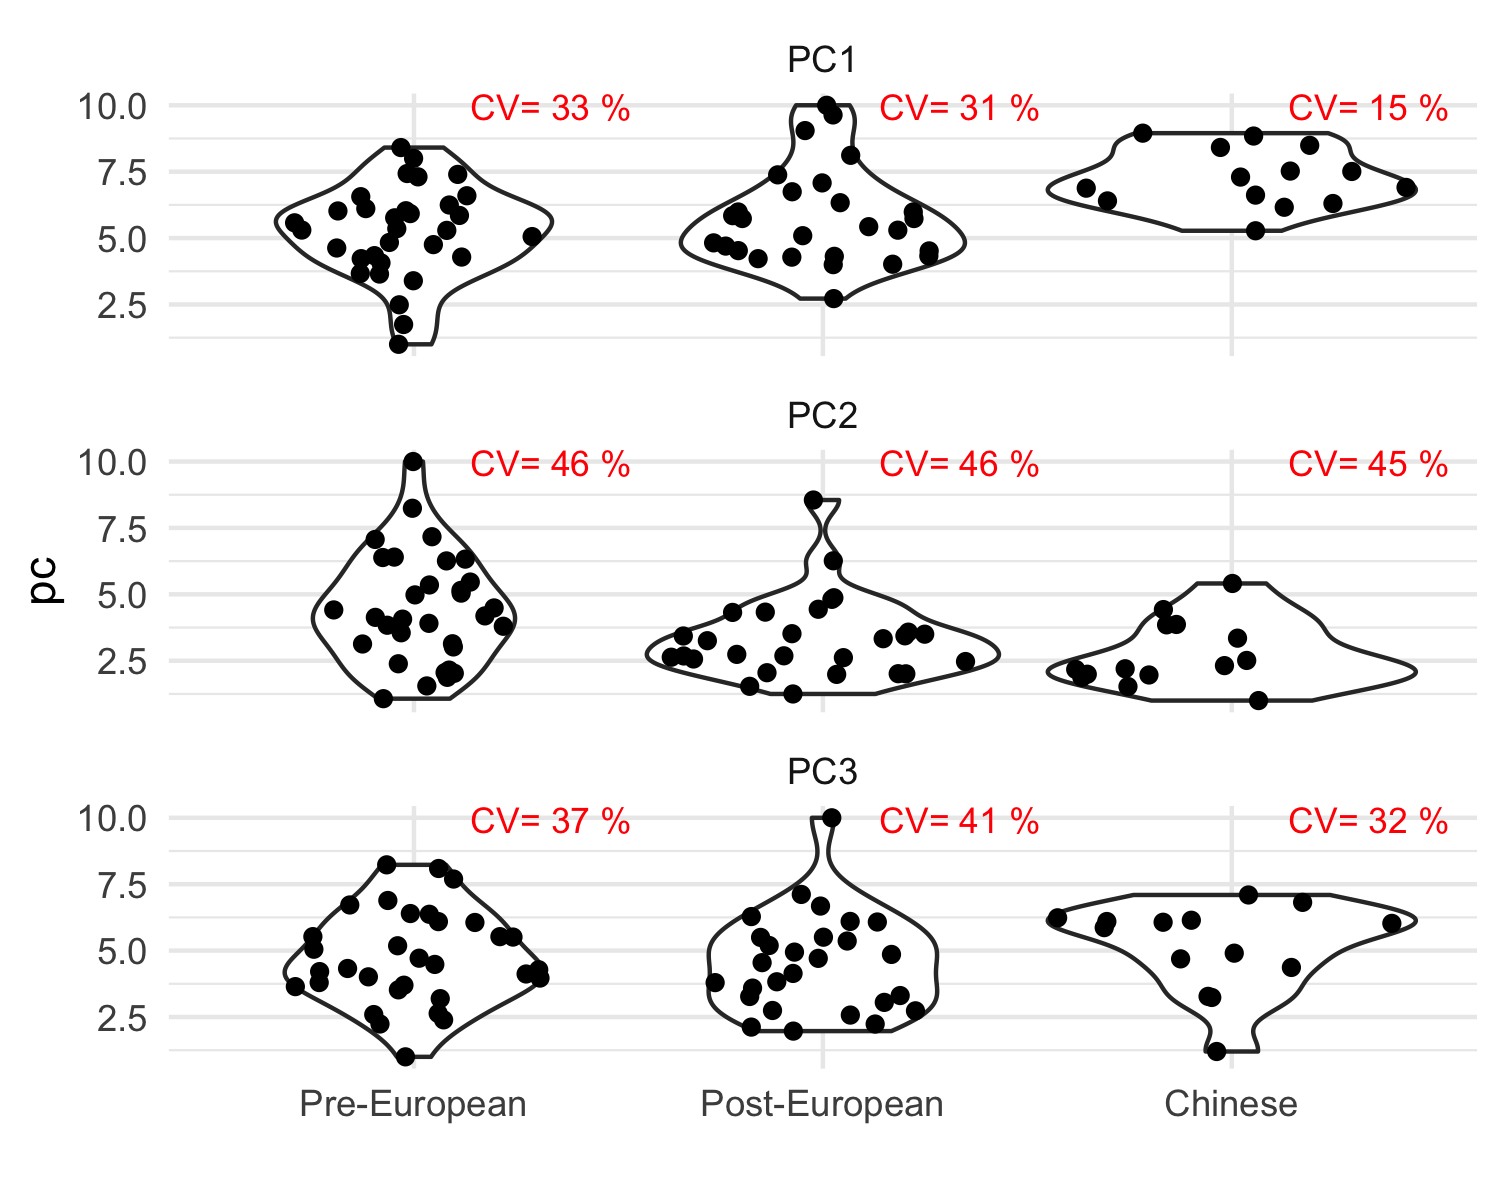 PC1
CV= 33 %
CV= 31 %
CV= 15 %
10.0
7.5
5.0
2.5
PC2
CV= 46 %
CV= 46 %
CV= 45 %
10.0
7.5
5.0
2.5
pc
PC3
CV= 37 %
CV= 41 %
CV= 32 %
10.0
7.5
5.0
2.5
Pre-European
Post-European
Chinese